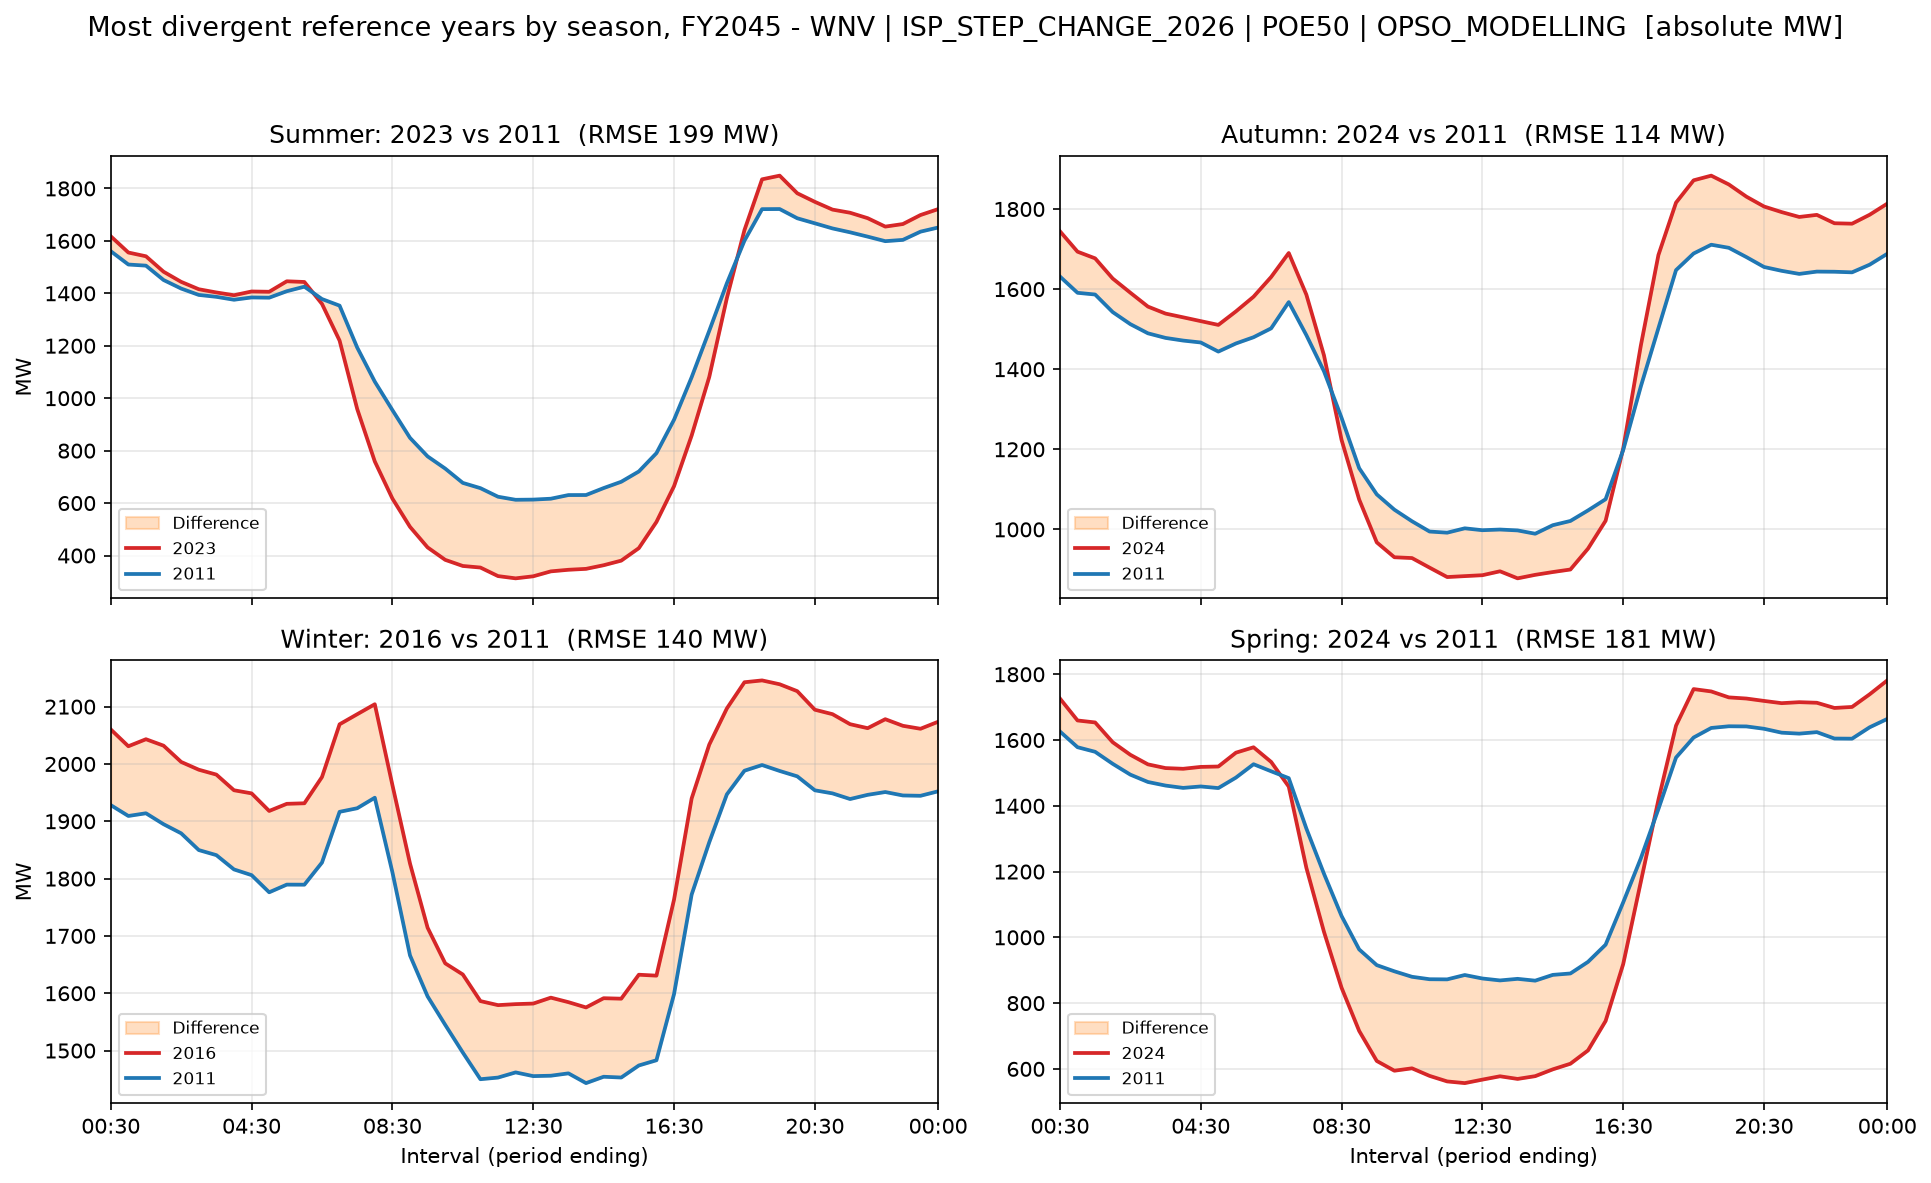 Most divergent reference years by season, FY2045 - WNV | ISP_STEP_CHANGE_2026 | POE50 | OPSO_MODELLING  [absolute MW]
Summer: 2023 vs 2011  (RMSE 199 MW)
1800
1600
1400
1200
1000
800
600
400
MW
Difference
2023
2011
Autumn: 2024 vs 2011  (RMSE 114 MW)
1800
1600
1400
1200
1000
Difference
2024
2011
Winter: 2016 vs 2011  (RMSE 140 MW)
2100
2000
1900
1800
1700
1600
1500
MW
Difference
2016
2011
00:30 04:30 08:30 12:30 16:30 20:30 00:00
Interval (period ending)
Spring: 2024 vs 2011  (RMSE 181 MW)
1800
1600
1400
1200
1000
800
600
Difference
2024
2011
00:30 04:30 08:30 12:30 16:30 20:30 00:00
Interval (period ending)